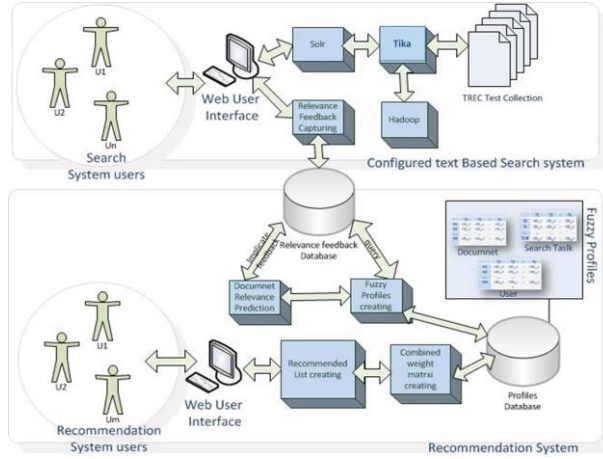 U1
U2
Un
Search
System users
Web User
Interface
Solr
Tika
TREC Test Collection
Relevance
Feedback
Capturing
Hadoop
Configured text Based Search system
Relevance feedback
Database
Implicate
feedback
query
Documnet
Relevance
Prediction
Fuzzy
Profiles
creating
Fuzzy Profiles
Documnet
Search Taslk
User
U1
U2
Um
Recommendation
System users
Web User
Interface
Recommended
List creating
Combined
weight
matrxi
creating
Profiles
Database
Recommendation System